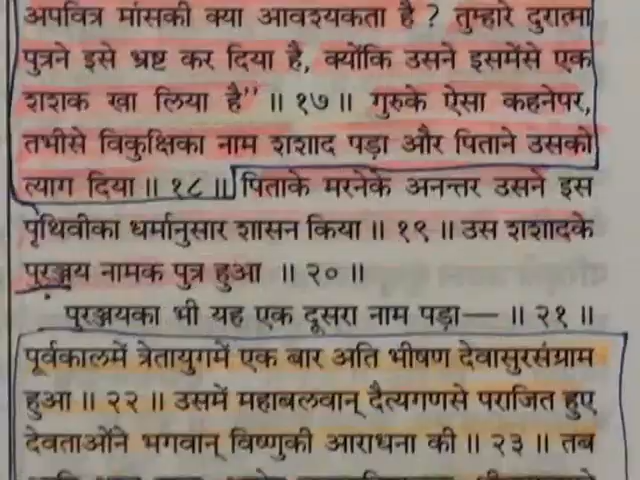 अपवित्र मांसकी क्या आवश्यकता है ? तुम्हारे दुरात्मा
पुत्रने इसे भ्रष्ट कर दिया है, क्योंकि उसने इसमेंसे एक
शशक खा लिया है” ॥ १७ ॥ गुरुके ऐसा कहनेपर,
तभीसे विकुक्षिका नाम शशाद पड़ा और पिताने उसको
त्याग दिया ॥ १८ ॥ पिताके मरनेके अनन्तर उसने इस
पृथिवीका धर्मानुसार शासन किया ॥ १९ ॥ उस शशादके
पुरञ्जय नामक पुत्र हुआ ॥ २० ॥
पुरञ्जयका भी यह एक दूसरा नाम पड़ा— ॥ २१ ॥
पूर्वकालमें त्रेतायुगमें एक बार अति भीषण देवासुरसंग्राम
हुआ ॥ २२ ॥ उसमें महाबलवान् दैत्यगणसे पराजित हुए
देवताओंने भगवान् विष्णुकी आराधना की ॥ २३ ॥ तब